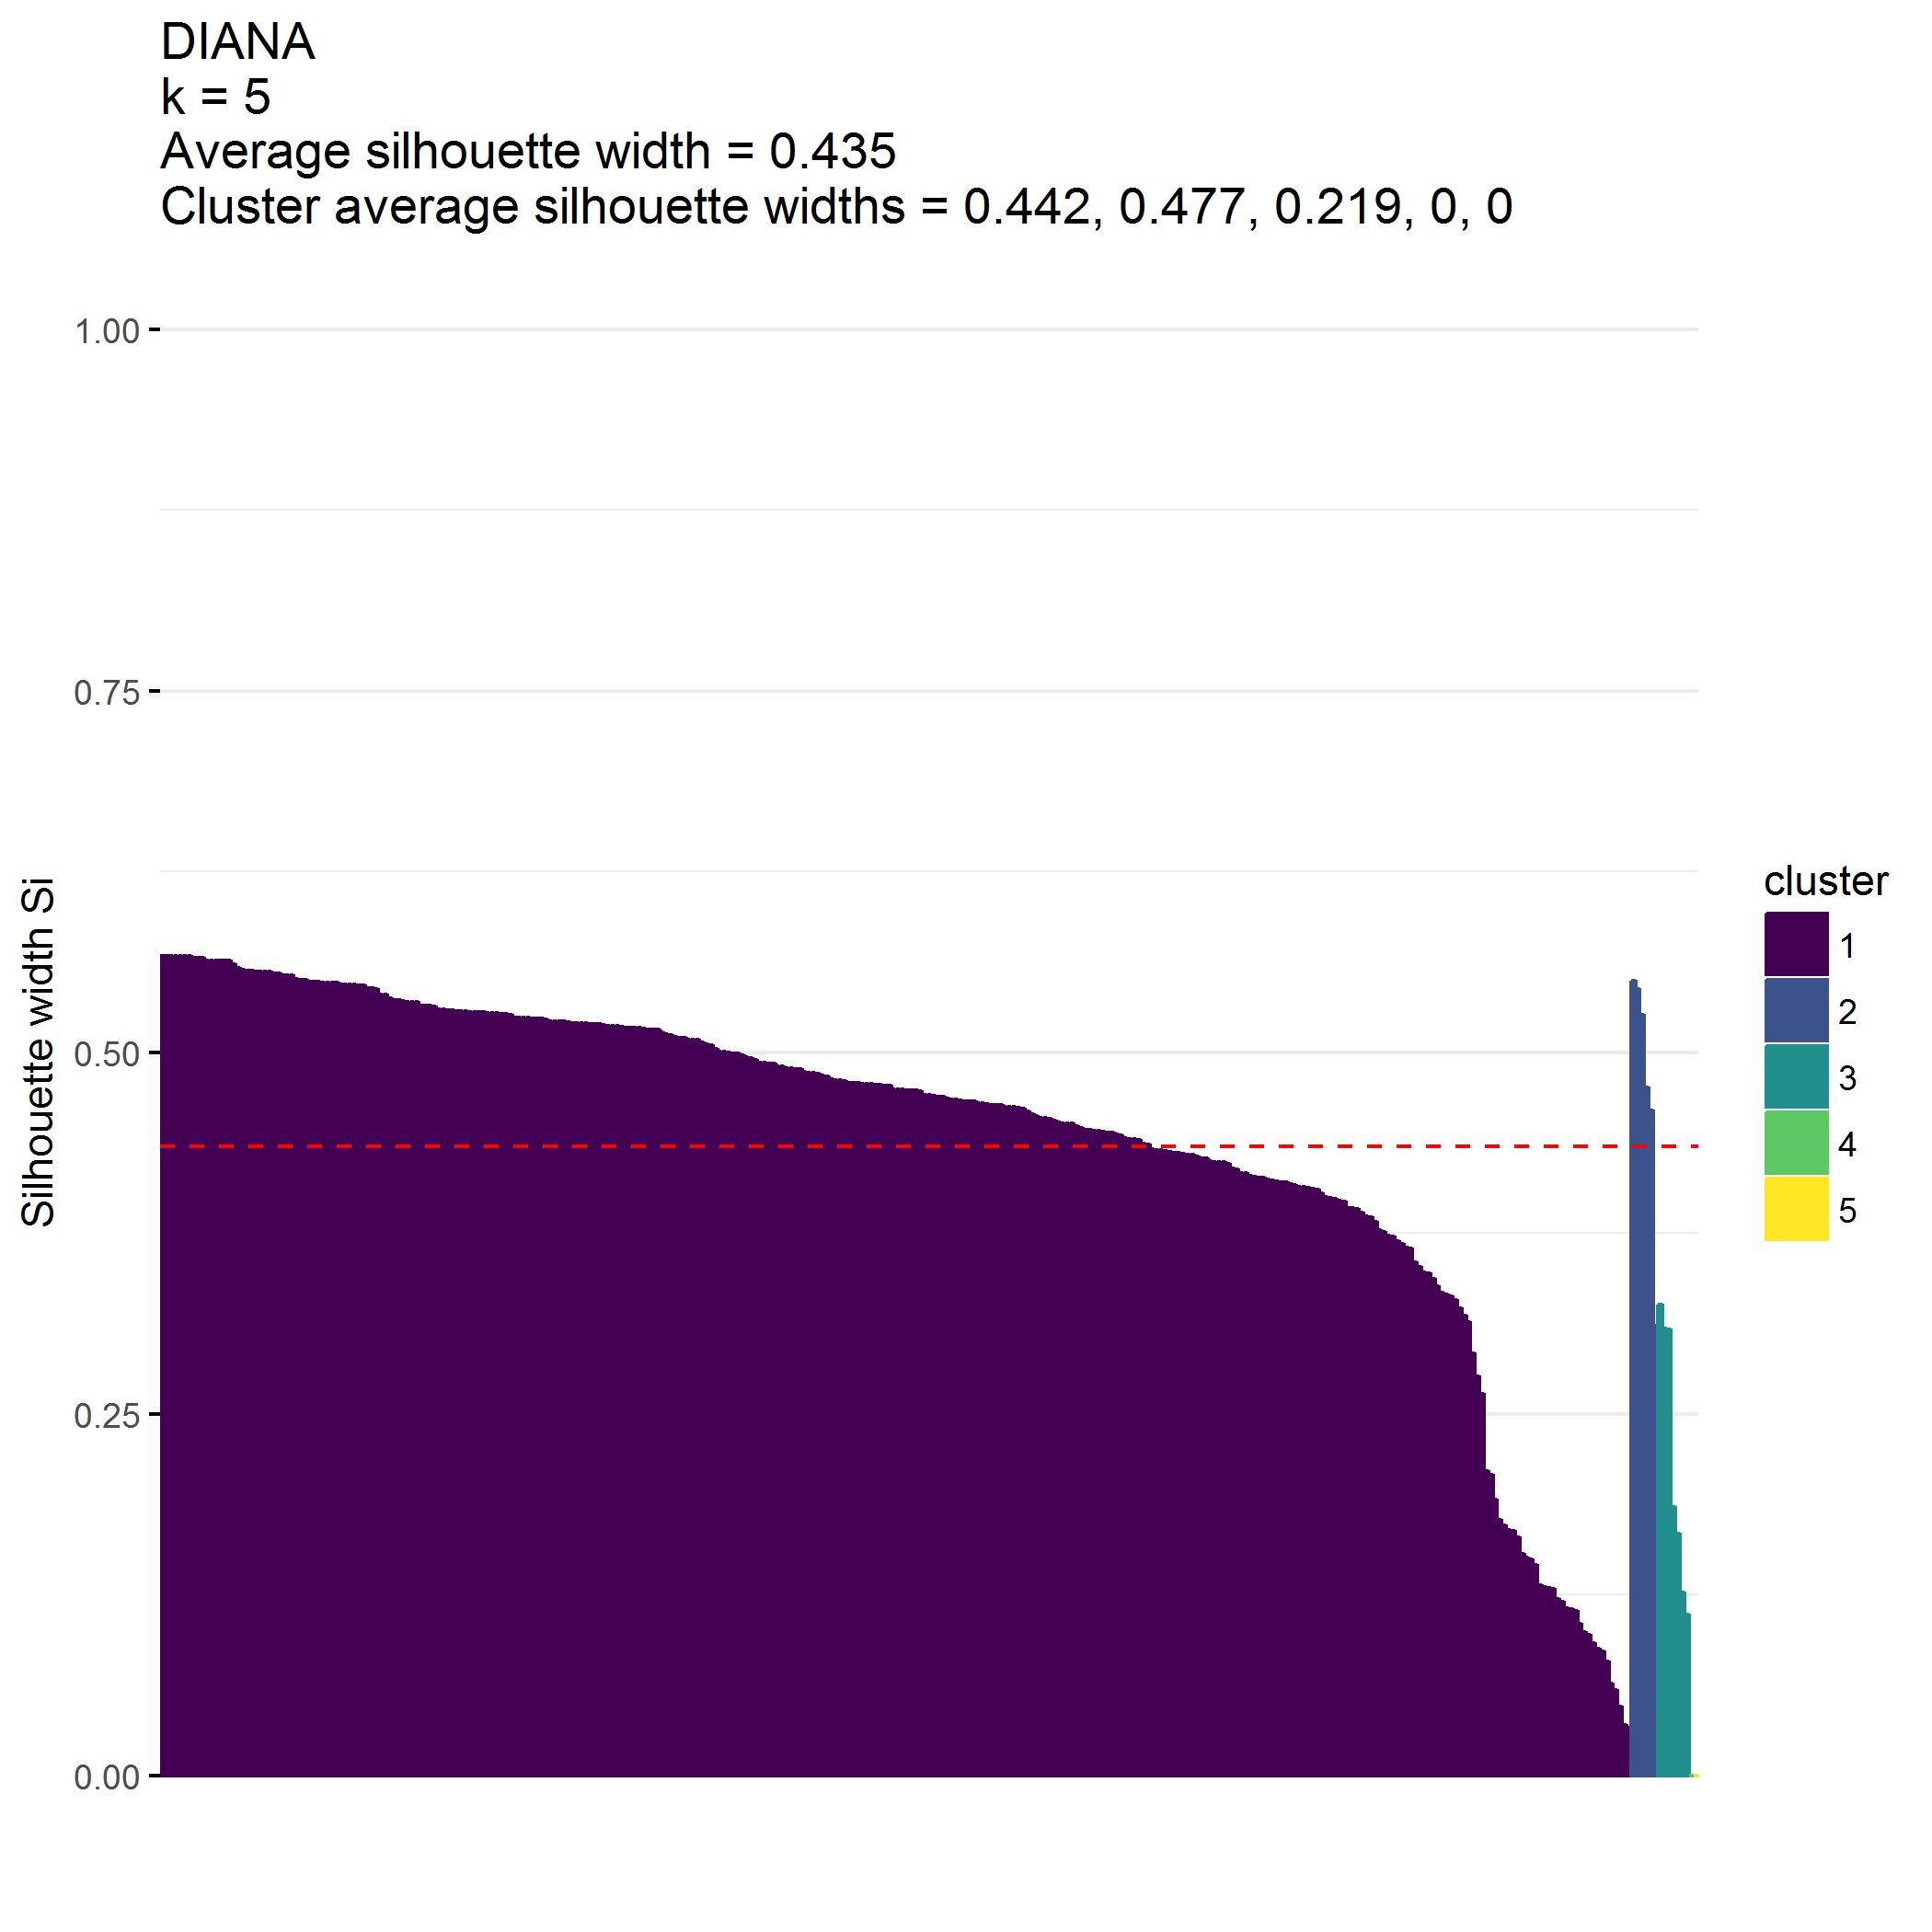 DIANA
k = 5
Average silhouette width = 0.435
Cluster average silhouette widths = 0.442, 0.477, 0.219, 0, 0
1.00
0.75
0.50
0.25
0.00
Silhouette width Si
cluster
1
2
3
4
5